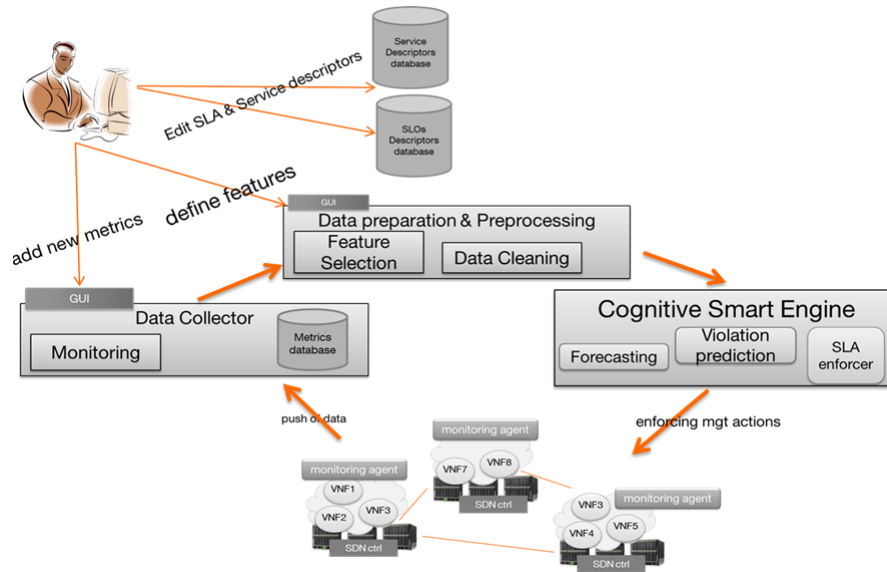 Service
Descriptors
database
Edit SLA & Service descriptors
SLOs
Descriptors
database
define features
add new metrics
GUI
Data preparation & Preprocessing
Feature
Selection
Data Cleaning
GUI
Data Collector
Monitoring
Metrics
database
Cognitive Smart Engine
Forecasting
Violation
prediction
SLA
enforcer
push of data
enforcing mgt actions
monitoring agent
VNF7
VNF8
SDN ctrl
monitoring agent
VNF1
VNF2
VNF3
SDN ctrl
monitoring agent
VNF3
VNF4
VNF5
SDN ctrl